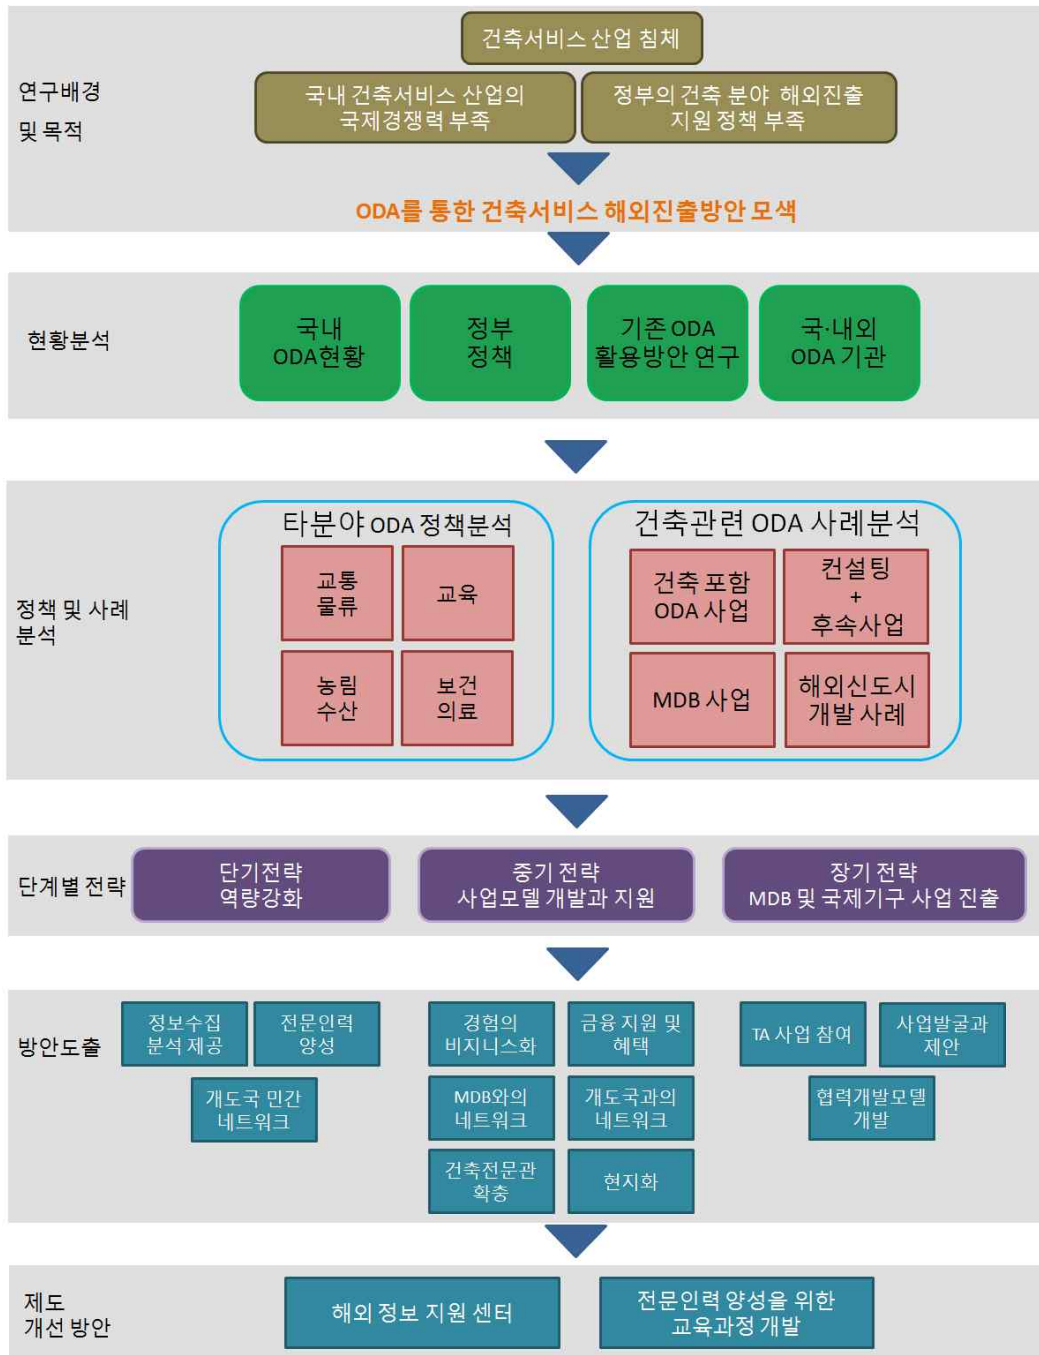 건축서비스 산업 침체
연구배경
및 목적
국내 건축서비스 산업의
국제경쟁력 부족
정부의 건축 분야 해외진출
지원 정책 부족
ODA를 통한 건축서비스 해외진출방안 모색
현황분석
국내
ODA현황
정부
정책
기존 ODA
활용방안 연구
국·내외
ODA 기관
정책 및 사례
분석
타분야 ODA 정책분석
교통
물류
교육
농림
수산
보건
의료
건축관련 ODA 사례분석
건축 포함
ODA 사업
컨설팅
+
후속사업
MDB 사업
해외신도시
개발 사례
단계별 전략
단기전략
역량강화
중기 전략
사업모델 개발과 지원
장기 전략
MDB 및 국제기구 사업 진출
방안도출
정보수집
분석 제공
전문인력
양성
개도국 민간
네트워크
경험의
비지니스화
금융 지원 및
혜택
MDB와의
네트워크
개도국과의
네트워크
건축전문관
확충
현지화
TA 사업 참여
사업발굴과
제안
협력개발모델
개발
제도
개선 방안
해외 정보 지원 센터
전문인력 양성을 위한
교육과정 개발